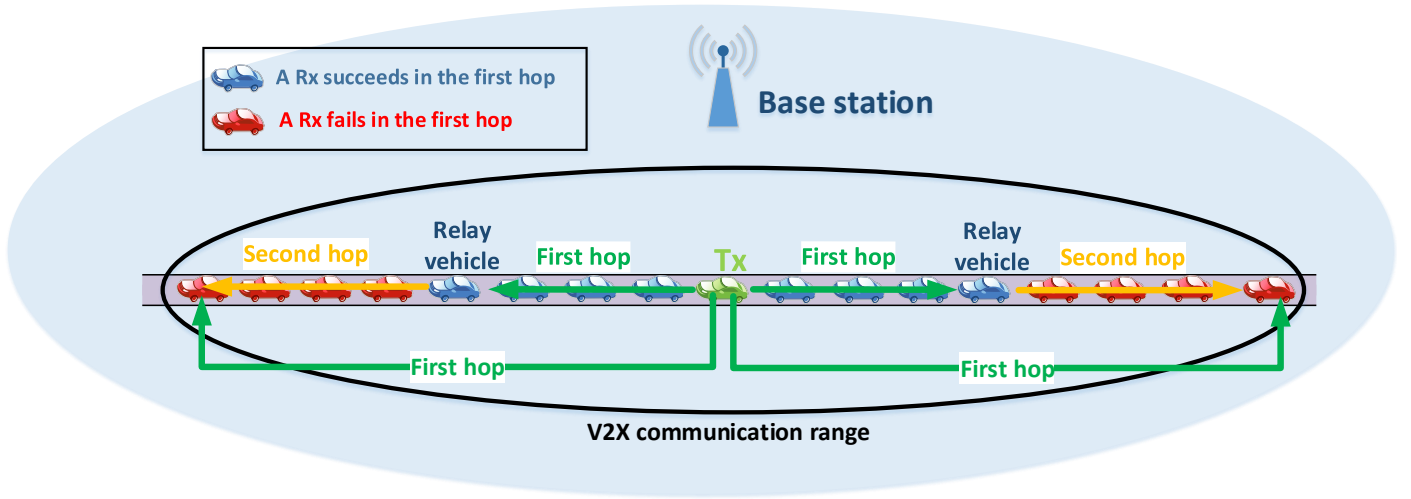 A Rx succeeds in the first hop
A Rx fails in the first hop
Base station
Relay
vehicle
Second hop
First hop
Tx
First hop
Relay
vehicle
Second hop
First hop
First hop
V2X communication range